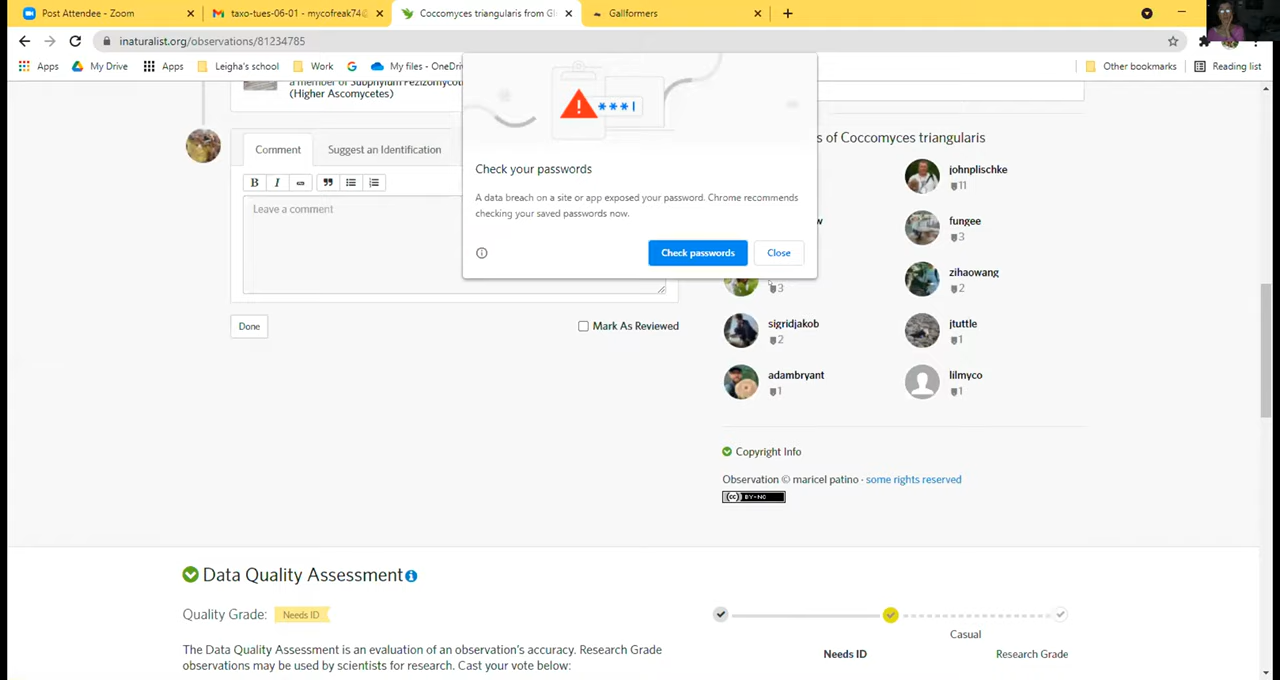 Post Attendee - Zoom
taxo-tues-06-01 - mycofreak74@
Coccomyces triangularis from Gl
Gallformers
inaturalist.org/observations/81234785
Apps
My Drive
Apps
Leigha's school
Work
My files - OneDri
Other bookmarks
Reading list
a member of Subphylum Pezizomycoti
(Higher Ascomycetes)
Comment
Suggest an Identification
B I
Leave a comment
Done
Mark As Reviewed
Check your passwords
A data breach on a site or app exposed your password. Chrome recommends
checking your saved passwords now.
Check passwords
Close
s of Coccomyces triangularis
johnplischke
11
w
fungee
3
3
zihaowang
2
sigridjakob
2
jtuttle
1
adambryant
1
lilmyco
1
Copyright Info
Observation © maricel patino · some rights reserved
(cc) BY-NC
Data Quality Assessment
Quality Grade: Needs ID
The Data Quality Assessment is an evaluation of an observation's accuracy. Research Grade
observations may be used by scientists for research. Cast your vote below:
Casual
Needs ID
Research Grade